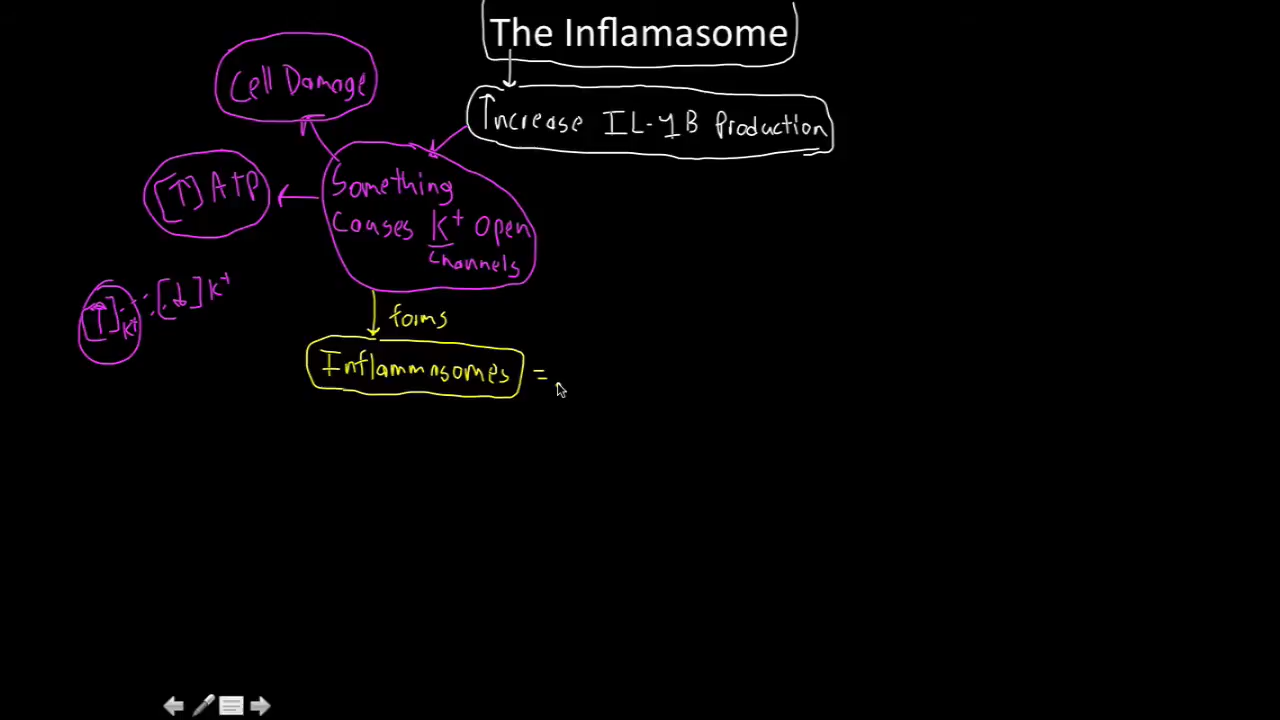 The Inflamasome
Increase IL-1B Production
Cell Damage
[↑] ATP
Something
Causes K+ Open
Channels
[↑]K+ [↓] K+
forms
Inflammasomes =